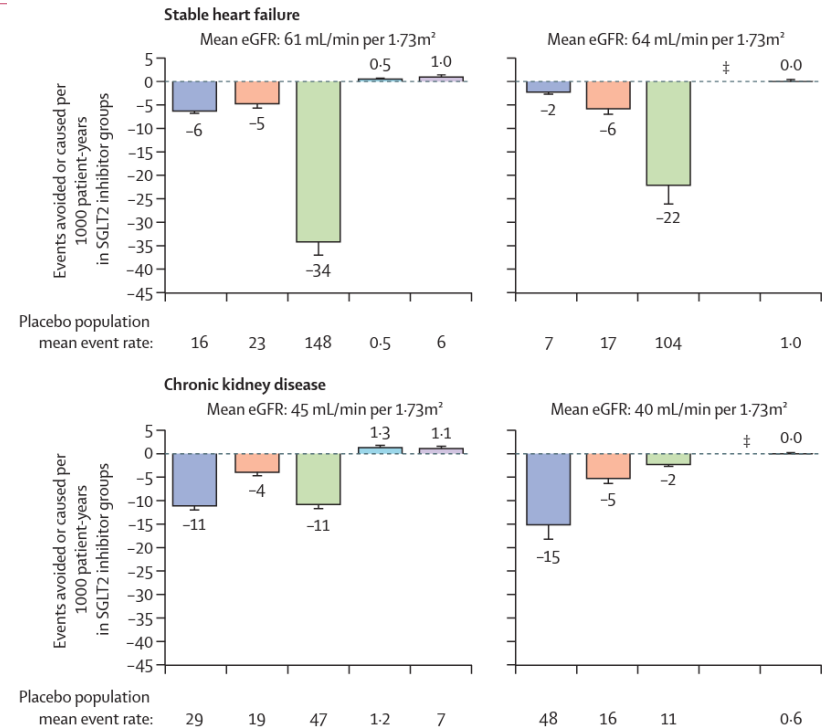 Stable heart failure
Mean eGFR: 61 mL/min per 1·73m²
Mean eGFR: 64 mL/min per 1·73m²
Events avoided or caused per
1000 patient-years
in SGLT2 inhibitor groups
5
0
−5
−10
−15
−20
−25
−30
−35
−40
−45
−6
−5
−34
0·5
1·0
−2
−6
−22
‡
0·0
Placebo population
mean event rate: 16 23 148 0·5 6 7 17 104 1·0
Chronic kidney disease
Mean eGFR: 45 mL/min per 1·73m²
Mean eGFR: 40 mL/min per 1·73m²
Events avoided or caused per
1000 patient-years
in SGLT2 inhibitor groups
5
0
−5
−10
−15
−20
−25
−30
−35
−40
−45
−11
−4
−11
1·3
1·1
−15
−5
−2
‡
0·0
Placebo population
mean event rate: 29 19 47 1·2 7 48 16 11 0·6